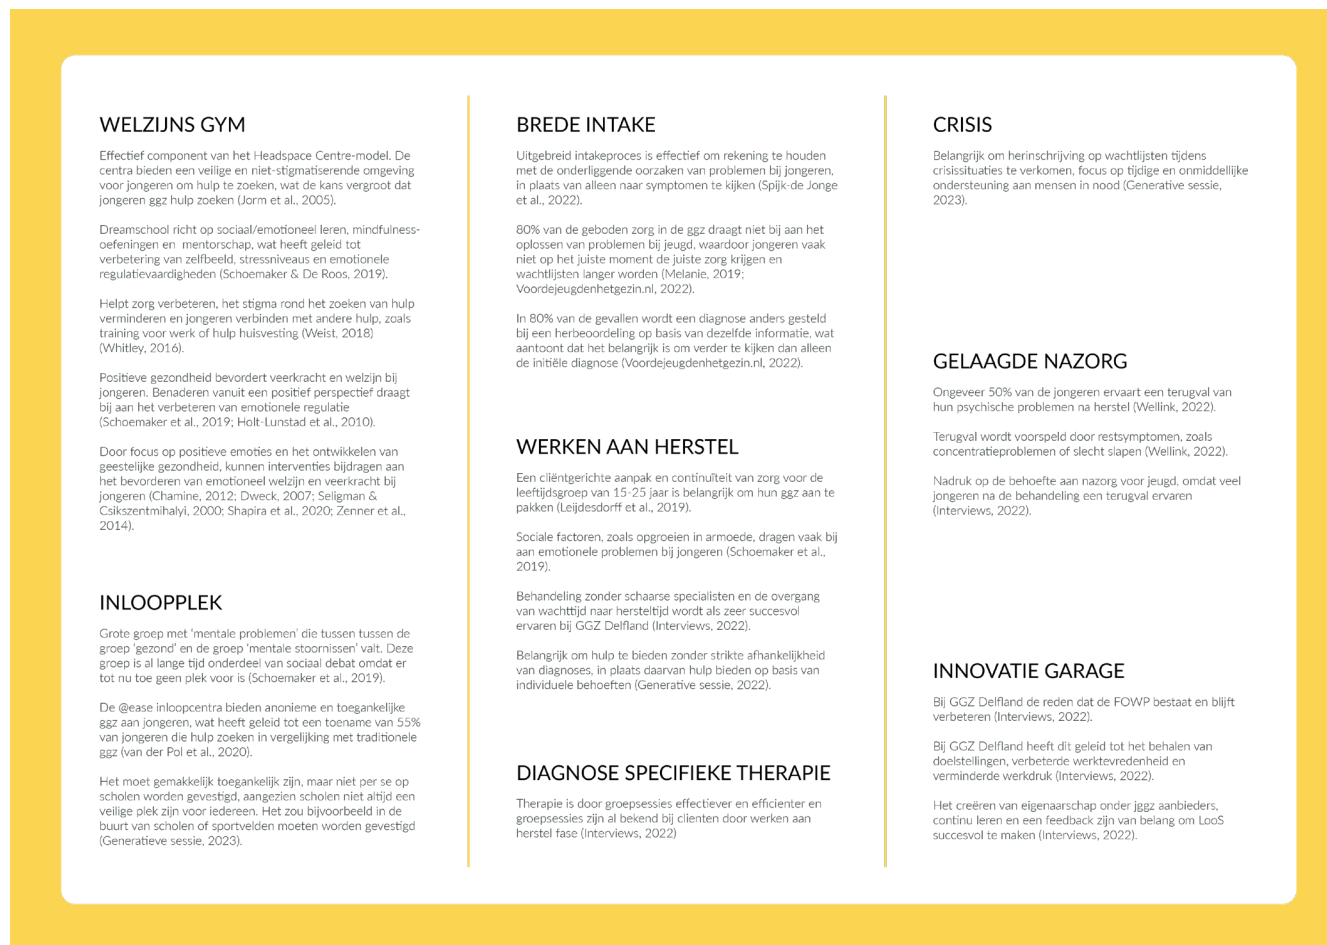 WELZIJNS GYM
Effectief component van het Headspace Centre-model. De
centra bieden een veilige en niet-stigmatiserende omgeving
voor jongeren om hulp te zoeken, wat de kans vergroot dat
jongeren ggz hulp zoeken (Jorm et al., 2005).
Dreamschool richt op sociaal/emotioneel leren, mindfulness-
oefeningen en mentorschap, wat heeft geleid tot
verbetering van zelfbeeld, stressniveaus en emotionele
regulatievaardigheden (Schoemaker & De Roos, 2019).
Helpt zorg verbeteren, het stigma rond het zoeken van hulp
verminderen en jongeren verbinden met andere hulp, zoals
training voor werk of hulp huisvesting (Weist, 2018)
(Whitley, 2016).
Positieve gezondheid bevordert veerkracht en welzijn bij
jongeren. Benaderen vanuit een positief perspectief draagt
bij aan het verbeteren van emotionele regulatie
(Schoemaker et al., 2019; Holt-Lunstad et al., 2010).
Door focus op positieve emoties en het ontwikkelen van
geestelijke gezondheid, kunnen interventies bijdragen aan
het bevorderen van emotioneel welzijn en veerkracht bij
jongeren (Chamine, 2012; Dweck, 2007; Seligman &
Csikszentmihalyi, 2000; Shapira et al., 2020; Zenner et al.,
2014).
INLOOPPLEK
Grote groep met 'mentale problemen' die tussen tussen de
groep 'gezond' en de groep 'mentale stoornissen' valt. Deze
groep is al lange tijd onderdeel van sociaal debat omdat er
tot nu toe geen plek voor is (Schoemaker et al., 2019).
De @ease inloopcentra bieden anonieme en toegankelijke
ggz aan jongeren, wat heeft geleid tot een toename van 55%
van jongeren die hulp zoeken in vergelijking met traditionele
ggz (van der Pol et al., 2020).
Het moet gemakkelijk toegankelijk zijn, maar niet per se op
scholen worden gevestigd, aangezien scholen niet altijd een
veilige plek zijn voor iedereen. Het zou bijvoorbeeld in de
buurt van scholen of sportvelden moeten worden gevestigd
(Generatieve sessie, 2023).
BREDE INTAKE
Uitgebreid intakeproces is effectief om rekening te houden
met de onderliggende oorzaken van problemen bij jongeren,
in plaats van alleen naar symptomen te kijken (Spijk-de Jonge
et al., 2022).
80% van de geboden zorg in de ggz draagt niet bij aan het
oplossen van problemen bij jeugd, waardoor jongeren vaak
niet op het juiste moment de juiste zorg krijgen en
wachtlijsten langer worden (Melanie, 2019;
Voordejeugdenhetgezin.nl, 2022).
In 80% van de gevallen wordt een diagnose anders gesteld
bij een herbeoordeling op basis van dezelfde informatie, wat
aantoont dat het belangrijk is om verder te kijken dan alleen
de initiële diagnose (Voordejeugdenhetgezin.nl, 2022).
WERKEN AAN HERSTEL
Een cliëntgerichte aanpak en continuïteit van zorg voor de
leeftijdsgroep van 15-25 jaar is belangrijk om hun ggz aan te
pakken (Leijdesdorff et al., 2019).
Sociale factoren, zoals opgroeien in armoede, dragen vaak bij
aan emotionele problemen bij jongeren (Schoemaker et al.,
2019).
Behandeling zonder schaarse specialisten en de overgang
van wachttijd naar hersteltijd wordt als zeer succesvol
ervaren bij GGZ Delfland (Interviews, 2022).
Belangrijk om hulp te bieden zonder strikte afhankelijkheid
van diagnoses, in plaats daarvan hulp bieden op basis van
individuele behoeften (Generative sessie, 2022).
DIAGNOSE SPECIFIEKE THERAPIE
Therapie is door groepsessies effectiever en efficienter en
groepsessies zijn al bekend bij clienten door werken aan
herstel fase (Interviews, 2022)
CRISIS
Belangrijk om herinschrijving op wachtlijsten tijdens
crisissituaties te verkomen, focus op tijdige en onmiddellijke
ondersteuning aan mensen in nood (Generative sessie,
2023).
GELAAGDE NAZORG
Ongeveer 50% van de jongeren ervaart een terugval van
hun psychische problemen na herstel (Wellink, 2022).
Terugval wordt voorspeld door restsymptomen, zoals
concentratieproblemen of slecht slapen (Wellink, 2022).
Nadruk op de behoefte aan nazorg voor jeugd, omdat veel
jongeren na de behandeling een terugval ervaren
(Interviews, 2022).
INNOVATIE GARAGE
Bij GGZ Delfland de reden dat de FOWP bestaat en blijft
verbeteren (Interviews, 2022).
Bij GGZ Delfland heeft dit geleid tot het behalen van
doelstellingen, verbeterde werktevredenheid en
verminderde werkdruk (Interviews, 2022).
Het creëren van eigenaarschap onder jggz aanbieders,
continu leren en een feedback zijn van belang om LooS
succesvol te maken (Interviews, 2022).